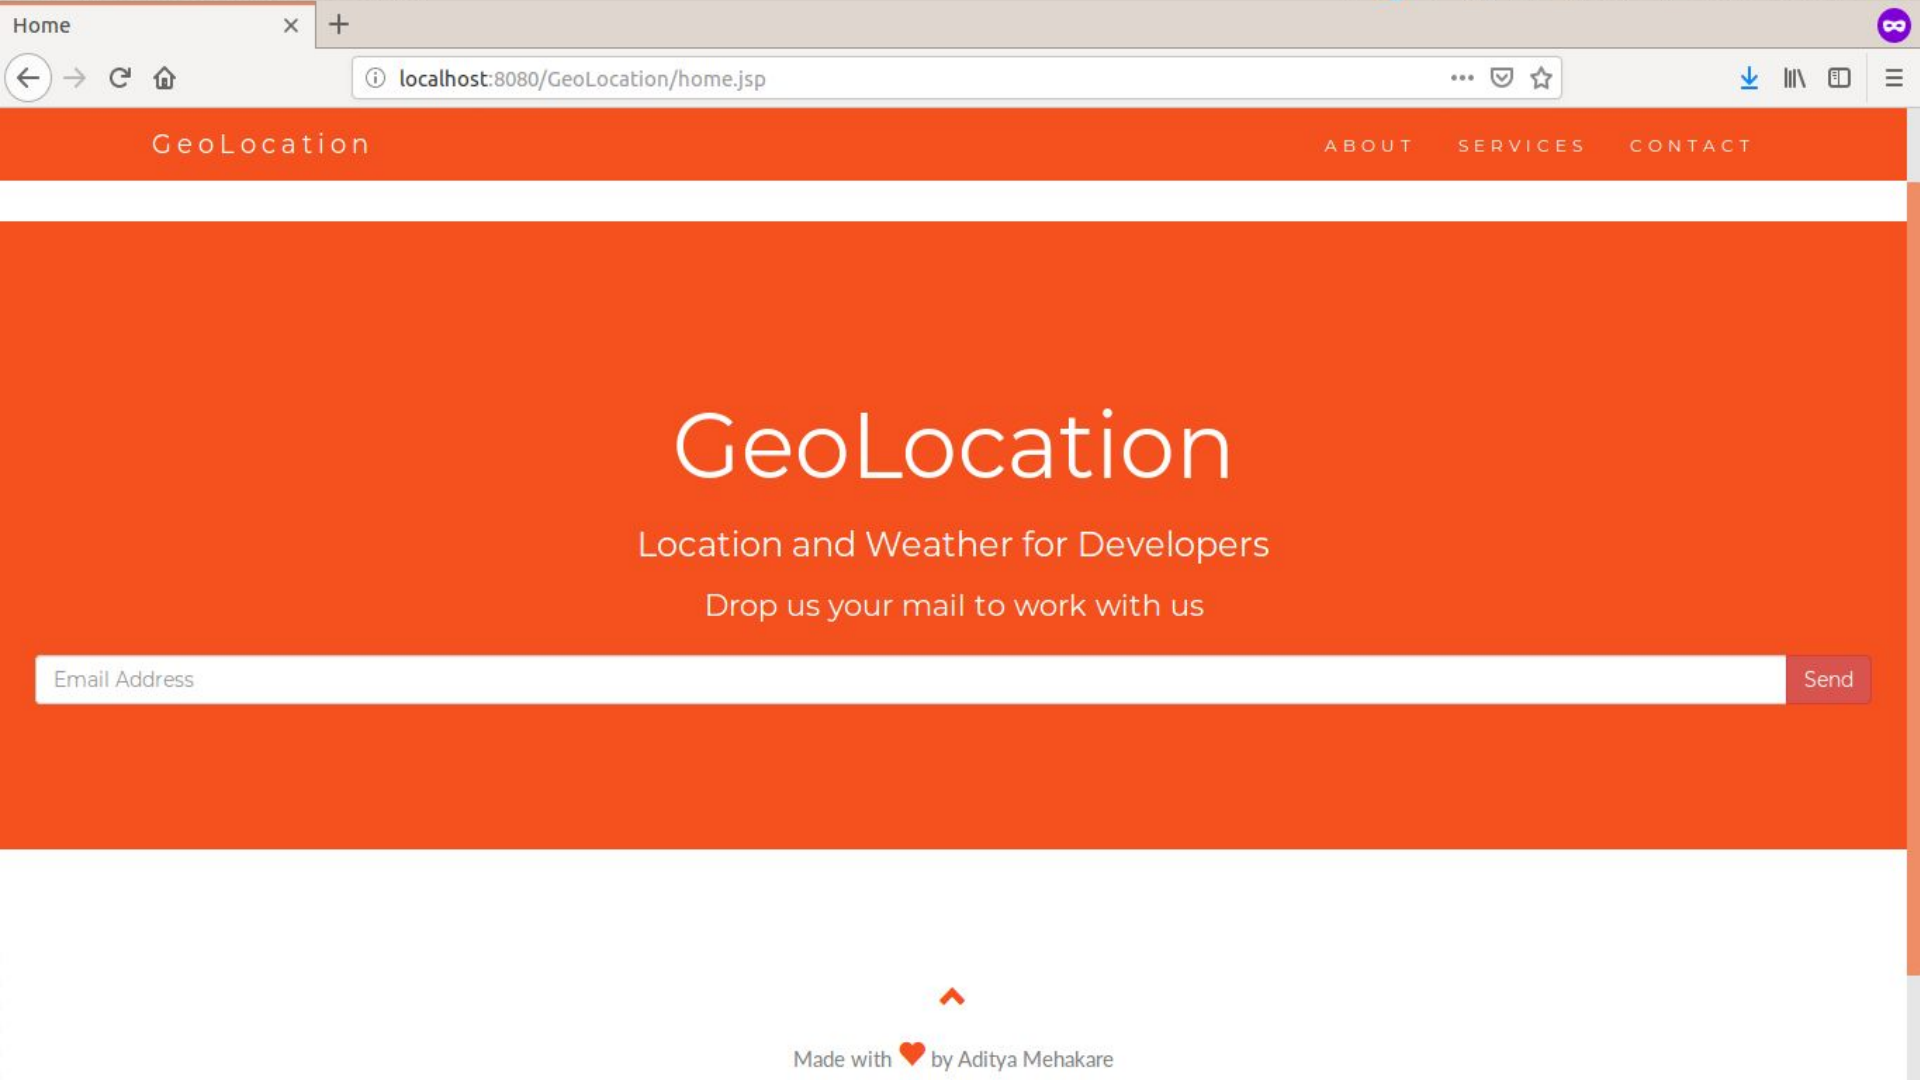 Home
localhost:8080/GeoLocation/home.jsp
GeoLocation
ABOUT SERVICES CONTACT
GeoLocation
Location and Weather for Developers
Drop us your mail to work with us
Email Address
Send
Made with by Aditya Mehakare